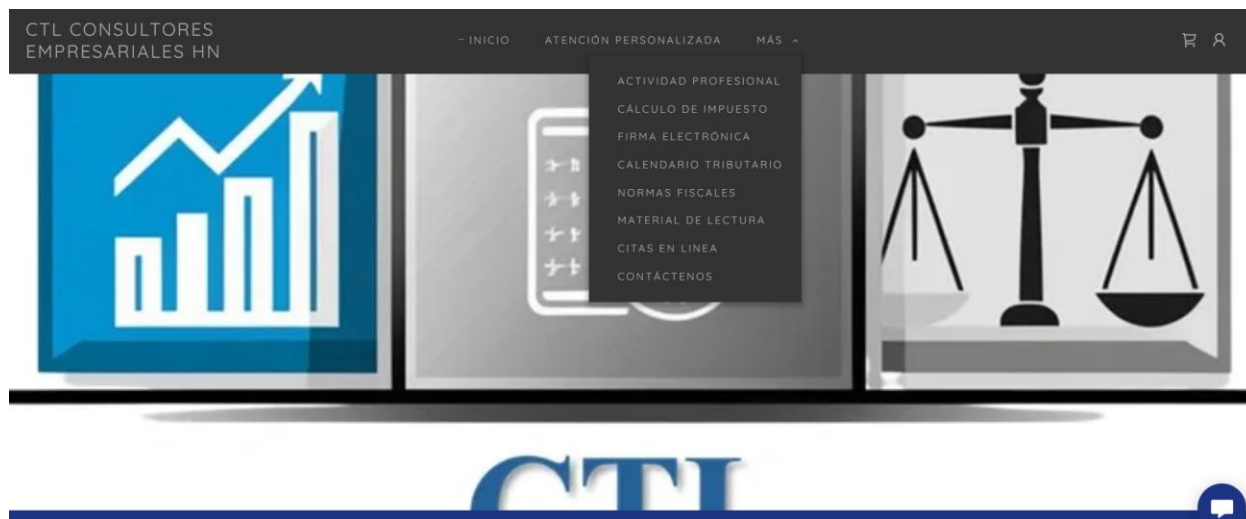 CTL CONSULTORES
EMPRESARIALES HN
INICIO
ATENCIÓN PERSONALIZADA
MÁS
ACTIVIDAD PROFESIONAL
CÁLCULO DE IMPUESTO
FIRMA ELECTRÓNICA
CALENDARIO TRIBUTARIO
NORMAS FISCALES
MATERIAL DE LECTURA
CITAS EN LINEA
CONTÁCTENOS
CTL